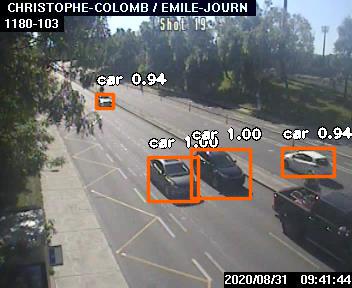 CHRISTOPHE-COLOMB / EMILE-JOURN
1180-103
Shot 19
car 0.94
car 1.00
car 1.00
car 0.94
2020/08/31 09:41:44